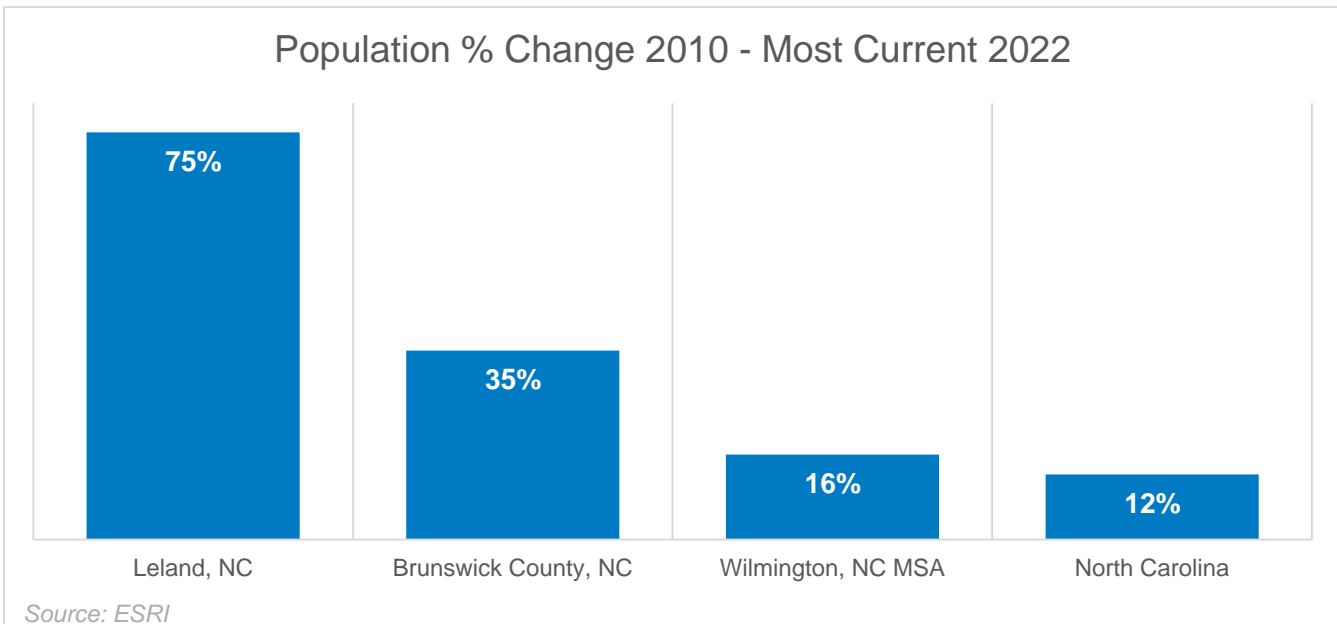 Population % Change 2010 - Most Current 2022
75%
35%
16%
12%
Leland, NC
Brunswick County, NC
Wilmington, NC MSA
North Carolina
Source: ESRI